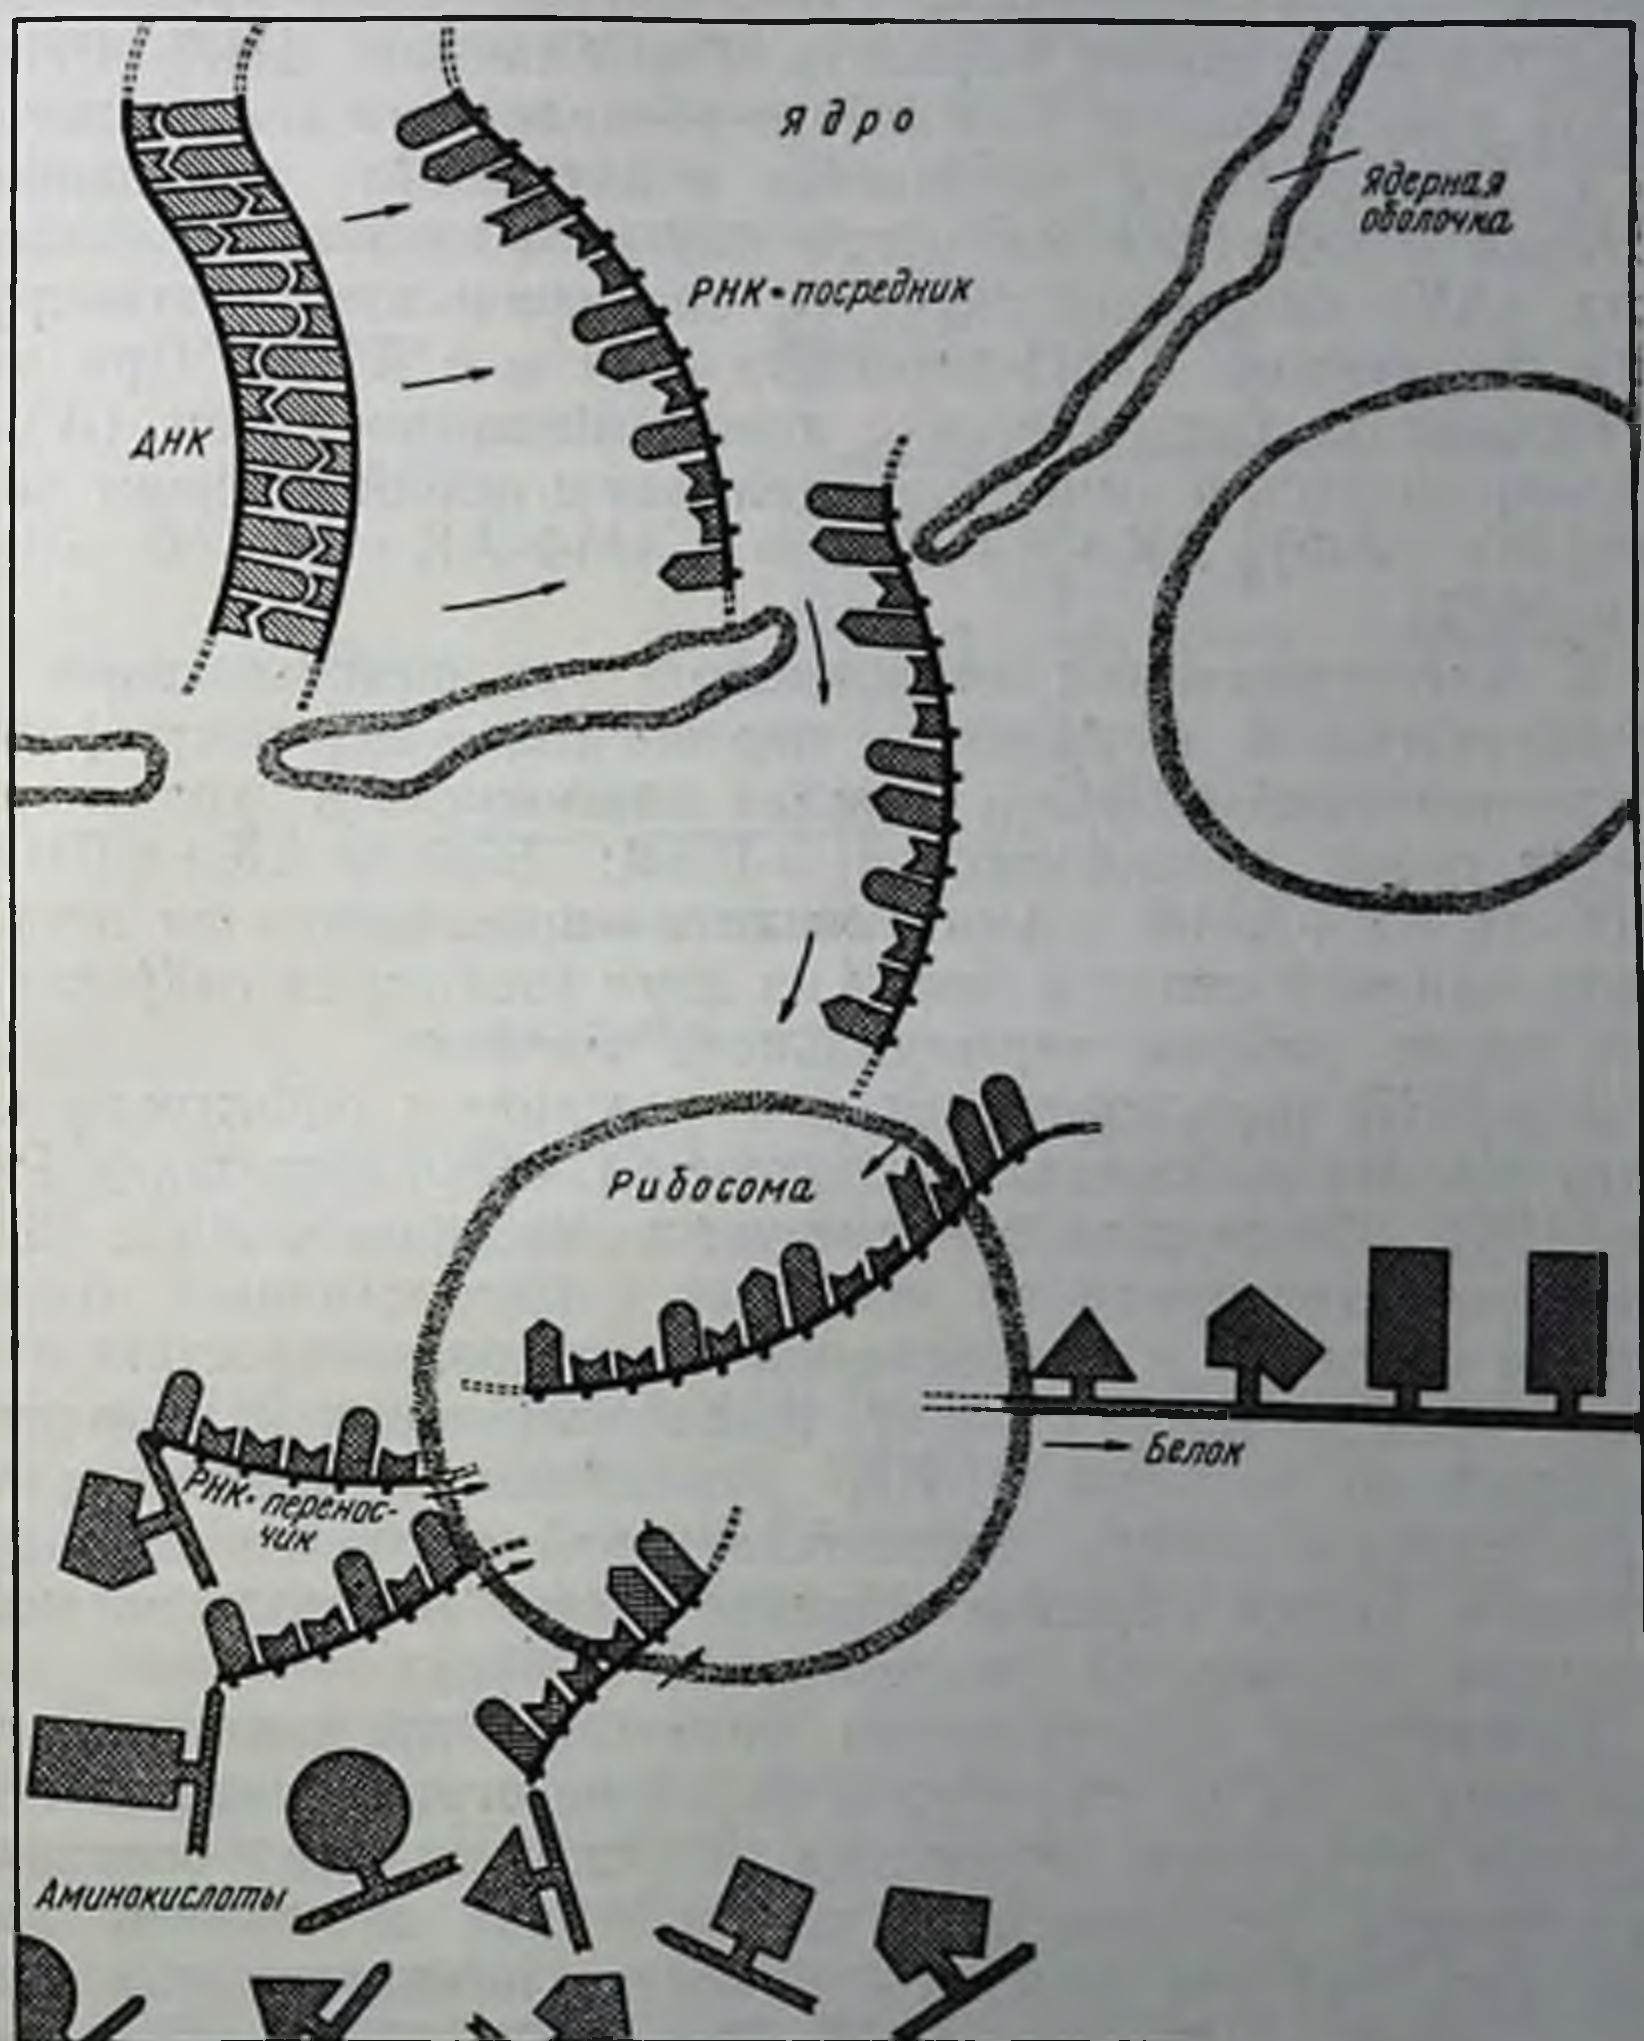 Ядро
Ядерная
оболочка
РНК-посредник
ДНК
Рибосома
Белок
РНК-перенос-
чик
Аминокислоты